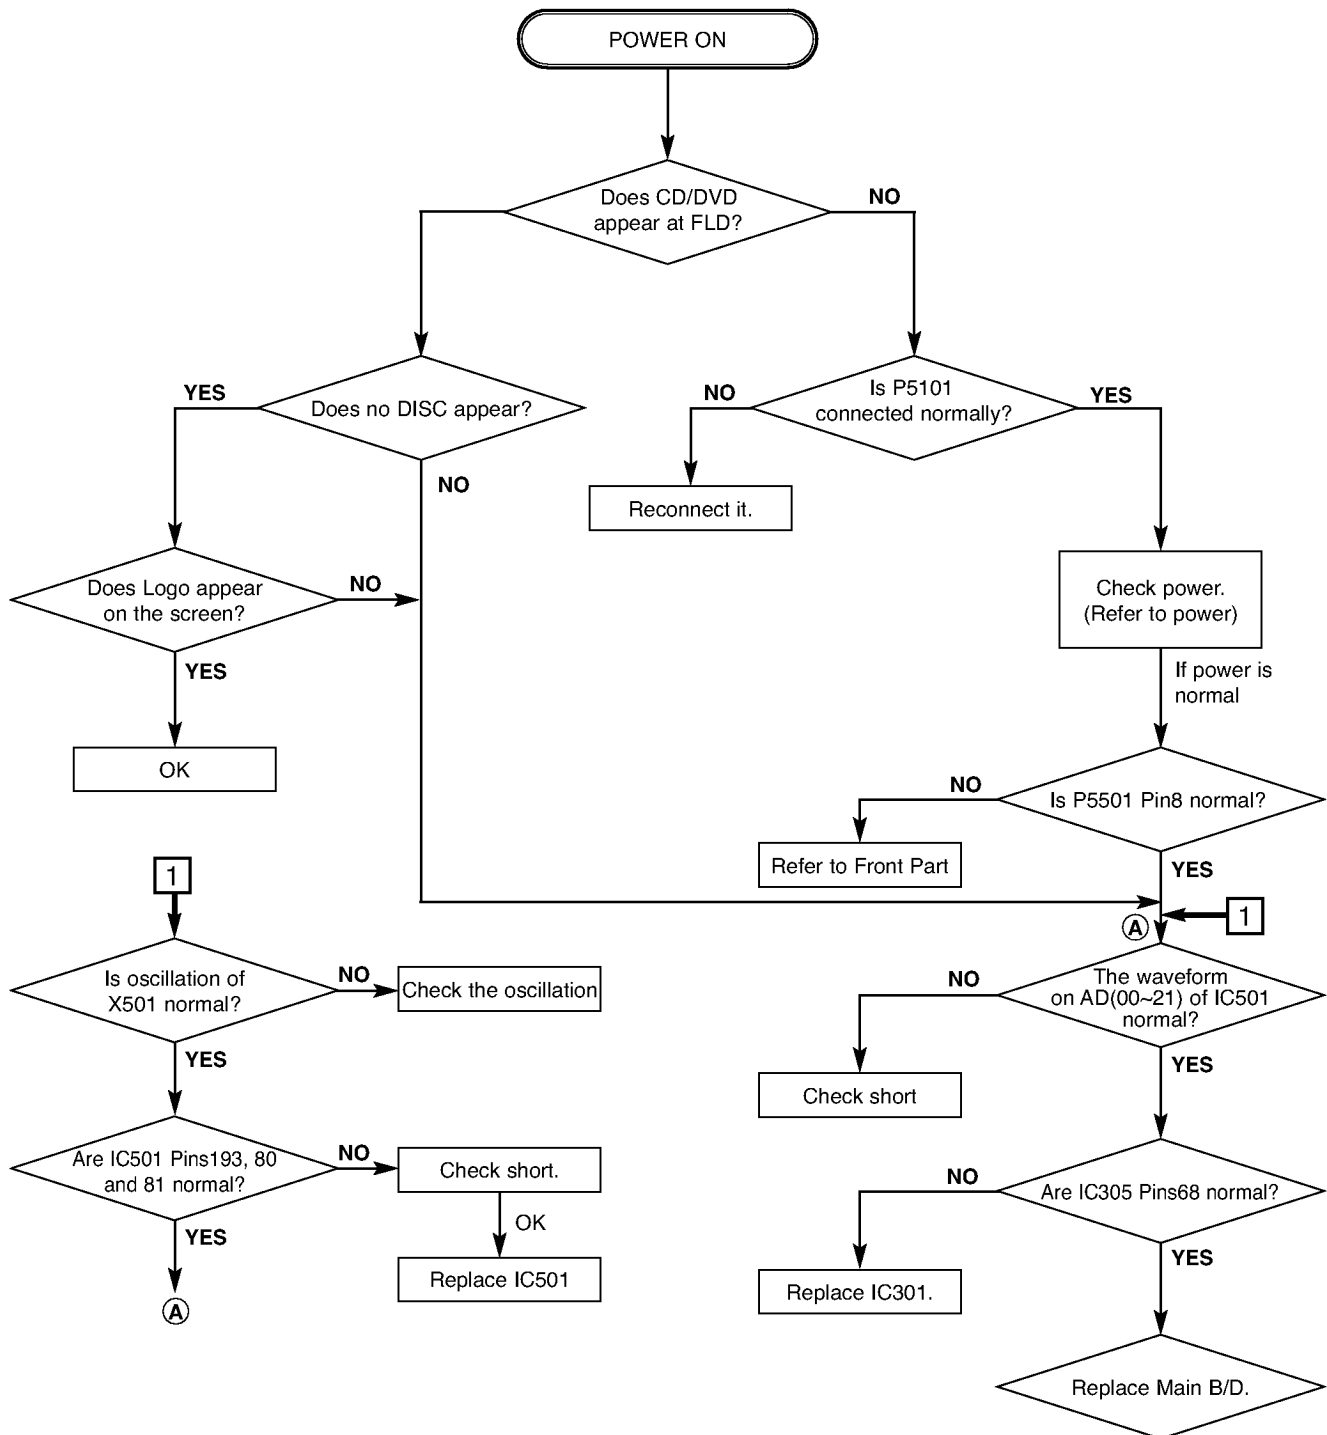 POWER ON
Does CD/DVD
appear at FLD?
NO
YES
Does no DISC appear?
NO
NO
Is P5101
connected normally?
YES
Reconnect it.
Does Logo appear
on the screen?
NO
YES
OK
Check power.
(Refer to power)
If power is
normal
NO
Is P5501 Pin8 normal?
Refer to Front Part
YES
1
A
1
Is oscillation of
X501 normal?
NO
Check the oscillation
YES
Are IC501 Pins193, 80
and 81 normal?
NO
Check short.
OK
Replace IC501
YES
A
NO
The waveform
on AD(00~21) of IC501
normal?
Check short
YES
NO
Are IC305 Pins68 normal?
Replace IC301.
YES
Replace Main B/D.